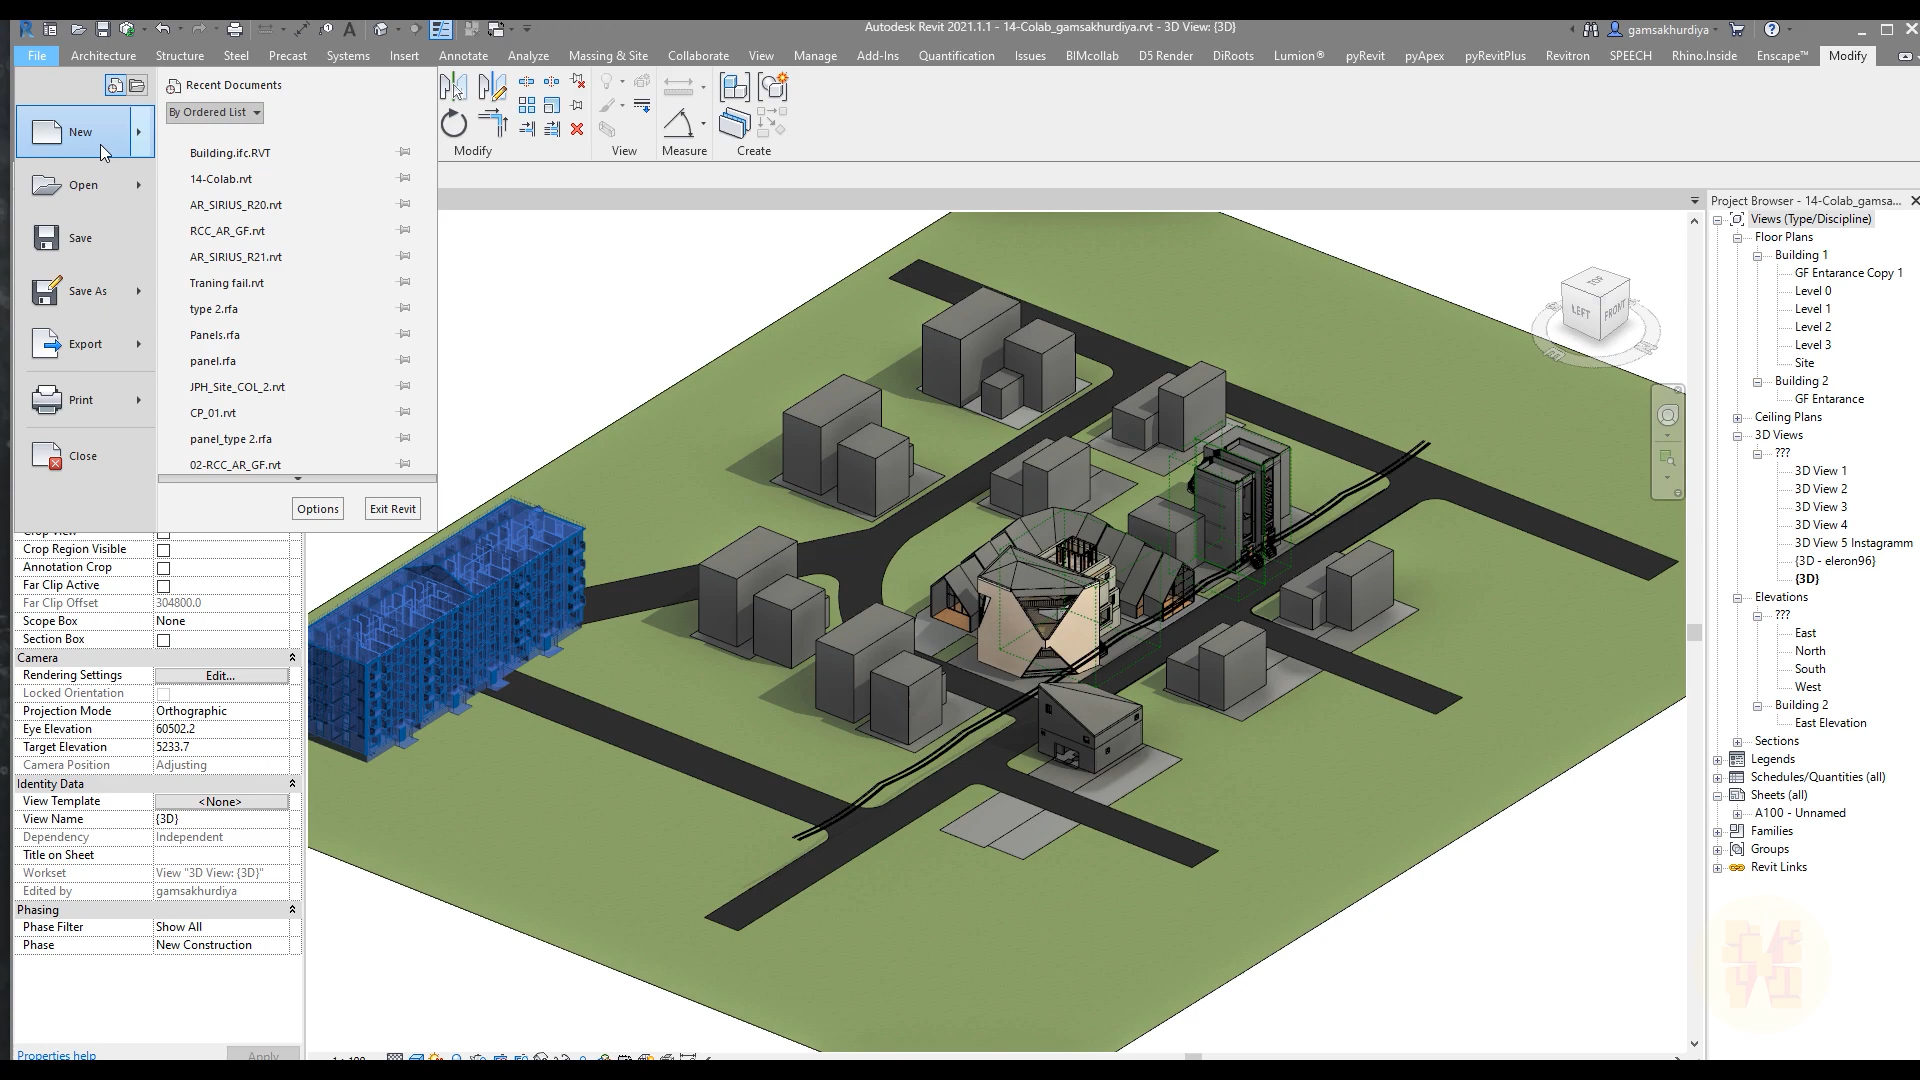 Autodesk Revit 2021.1.1 - 14-Colab_gamsakhurdiya.rvt - 3D View: {3D}
gamsakhurdiya
File Architecture Structure Steel Precast Systems Insert Annotate Analyze Massing & Site Collaborate View Manage Add-Ins Quantification Issues BIMcollab D5 Render DiRoots Lumion® pyRevit pyApex pyRevitPlus Revitron SPEECH Rhino.Inside Enscape™ Modify
Recent Documents
By Ordered List
New
Open
Save
Save As
Export
Print
Close
Building.ifc.RVT
14-Colab.rvt
AR_SIRIUS_R20.rvt
RCC_AR_GF.rvt
AR_SIRIUS_R21.rvt
Traning fail.rvt
type 2.rfa
Panels.rfa
panel.rfa
JPH_Site_COL_2.rvt
CP_01.rvt
panel_type 2.rfa
02-RCC_AR_GF.rvt
Options Exit Revit
Modify View Measure Create
Crop View
Crop Region Visible
Annotation Crop
Far Clip Active
Far Clip Offset 304800.0
Scope Box None
Section Box
Camera
Rendering Settings Edit...
Locked Orientation
Projection Mode Orthographic
Eye Elevation 60502.2
Target Elevation 5233.7
Camera Position Adjusting
Identity Data
View Template <None>
View Name {3D}
Dependency Independent
Title on Sheet
Workset View "3D View: {3D}"
Edited by gamsakhurdiya
Phasing
Phase Filter Show All
Phase New Construction
Properties help Apply
TOP
LEFT FRONT
Project Browser - 14-Colab_gamsa...
Views (Type/Discipline)
Floor Plans
Building 1
GF Entarance Copy 1
Level 0
Level 1
Level 2
Level 3
Site
Building 2
GF Entarance
Ceiling Plans
3D Views
???
3D View 1
3D View 2
3D View 3
3D View 4
3D View 5 Instagramm
{3D - eleron96}
{3D}
Elevations
???
East
North
South
West
Building 2
East Elevation
Sections
Legends
Schedules/Quantities (all)
Sheets (all)
A100 - Unnamed
Families
Groups
Revit Links